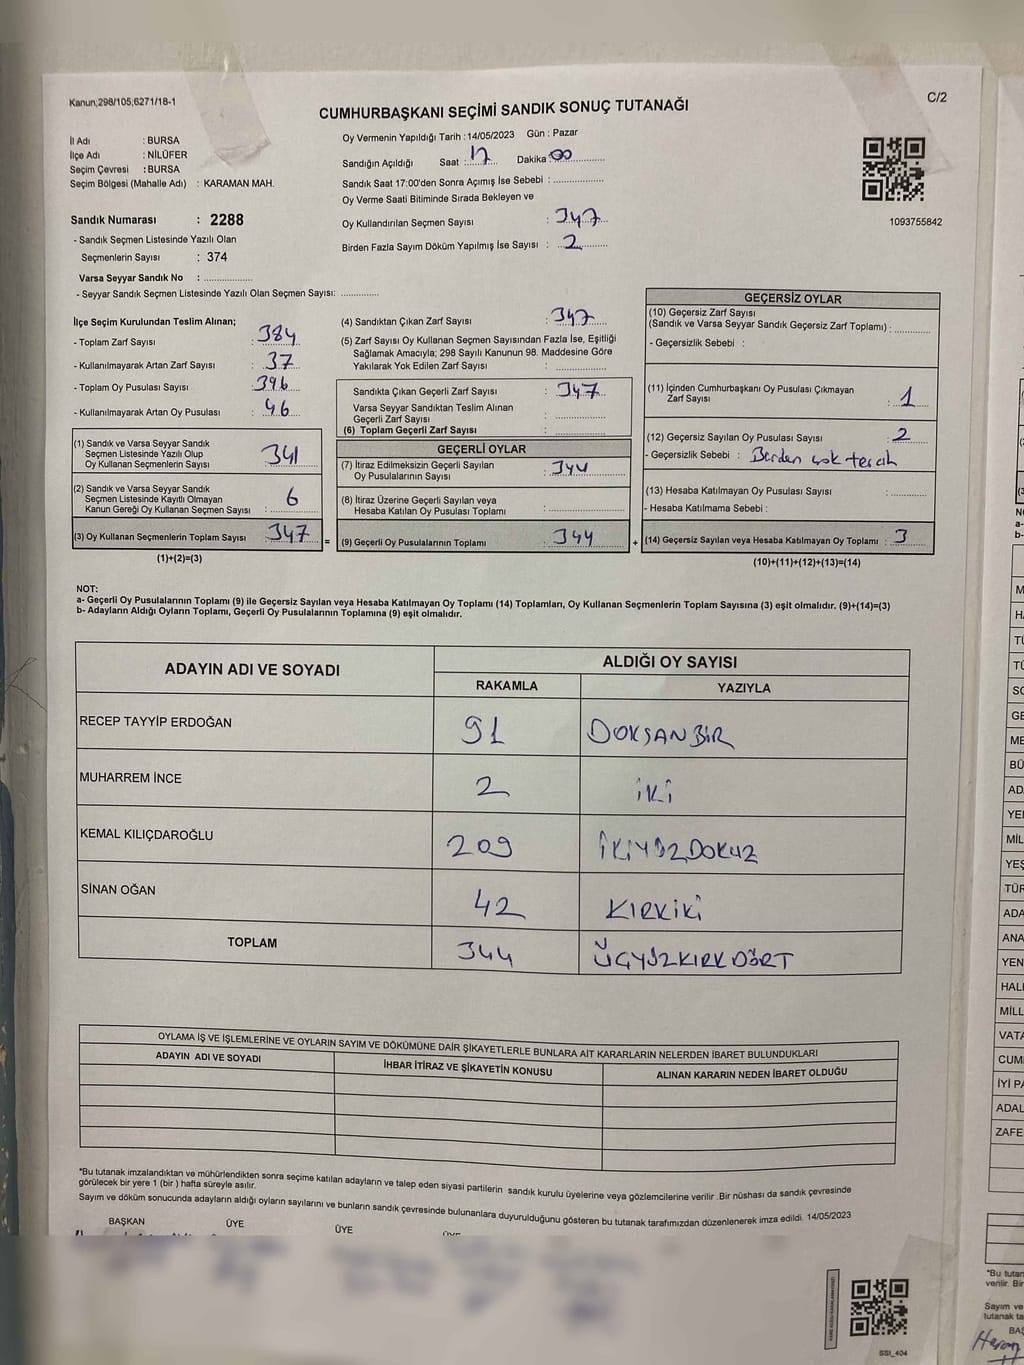 Kanun;298/105;6271/18-1
C/2
CUMHURBAŞKANI SEÇİMİ SANDIK SONUÇ TUTANAĞI
İl Adı : BURSA
İlçe Adı : NİLÜFER
Seçim Çevresi : BURSA
Seçim Bölgesi (Mahalle Adı) : KARAMAN MAH.
Sandık Numarası : 2288
- Sandık Seçmen Listesinde Yazılı Olan
Seçmenlerin Sayısı : 374
Varsa Seyyar Sandık No : ..................
- Seyyar Sandık Seçmen Listesinde Yazılı Olan Seçmen Sayısı: ..............
Oy Vermenin Yapıldığı Tarih : 14/05/2023 Gün : Pazar
Sandığın Açıldığı Saat : 17 Dakika : 00
Sandık Saat 17:00'den Sonra Açımış İse Sebebi : ..................
Oy Verme Saati Bitiminde Sırada Bekleyen ve
Oy Kullandırılan Seçmen Sayısı : 347
Birden Fazla Sayım Döküm Yapılmış İse Sayısı : 2
1093755842
İlçe Seçim Kurulundan Teslim Alınan;
- Toplam Zarf Sayısı : 384
- Kullanılmayarak Artan Zarf Sayısı : 37
- Toplam Oy Pusulası Sayısı : 396
- Kullanılmayarak Artan Oy Pusulası : 46
(1) Sandık ve Varsa Seyyar Sandık
Seçmen Listesinde Yazılı Olup
Oy Kullanan Seçmenlerin Sayısı : 341
(2) Sandık ve Varsa Seyyar Sandık
Seçmen Listesinde Kayıtlı Olmayan
Kanun Gereği Oy Kullanan Seçmen Sayısı : 6
(3) Oy Kullanan Seçmenlerin Toplam Sayısı : 347
(1)+(2)=(3)
(4) Sandıktan Çıkan Zarf Sayısı : 347
(5) Zarf Sayısı Oy Kullanan Seçmen Sayısından Fazla İse, Eşitliği
Sağlamak Amacıyla; 298 Sayılı Kanunun 98. Maddesine Göre
Yakılarak Yok Edilen Zarf Sayısı : ..................
Sandıkta Çıkan Geçerli Zarf Sayısı : 347
Varsa Seyyar Sandıktan Teslim Alınan
Geçerli Zarf Sayısı : ..................
(6) Toplam Geçerli Zarf Sayısı : ..................
GEÇERLİ OYLAR
(7) İtiraz Edilmeksizin Geçerli Sayılan
Oy Pusulalarının Sayısı : 344
(8) İtiraz Üzerine Geçerli Sayılan veya
Hesaba Katılan Oy Pusulası Toplamı : ..................
= (9) Geçerli Oy Pusulalarının Toplamı : 344
GEÇERSİZ OYLAR
(10) Geçersiz Zarf Sayısı
(Sandık ve Varsa Seyyar Sandık Geçersiz Zarf Toplamı) : ............
- Geçersizlik Sebebi :
(11) İçinden Cumhurbaşkanı Oy Pusulası Çıkmayan
Zarf Sayısı : 1
(12) Geçersiz Sayılan Oy Pusulası Sayısı : 2
- Geçersizlik Sebebi : Birden çok tercih
(13) Hesaba Katılmayan Oy Pusulası Sayısı : ............
- Hesaba Katılmama Sebebi :
+ (14) Geçersiz Sayılan veya Hesaba Katılmayan Oy Toplamı : 3
(10)+(11)+(12)+(13)=(14)
NOT:
a- Geçerli Oy Pusulalarının Toplamı (9) ile Geçersiz Sayılan veya Hesaba Katılmayan Oy Toplamı (14) Toplamları, Oy Kullanan Seçmenlerin Toplam Sayısına (3) eşit olmalıdır. (9)+(14)=(3)
b- Adayların Aldığı Oyların Toplamı, Geçerli Oy Pusulalarının Toplamına (9) eşit olmalıdır.
ADAYIN ADI VE SOYADI
ALDIĞI OY SAYISI
RAKAMLA YAZIYLA
RECEP TAYYİP ERDOĞAN 91 DOKSAN BİR
MUHARREM İNCE 2 İKİ
KEMAL KILIÇDAROĞLU 209 İKİYÜZDOKUZ
SİNAN OĞAN 42 KIRKİKİ
TOPLAM 344 ÜÇYÜZKIRK DÖRT
OYLAMA İŞ VE İŞLEMLERİNE VE OYLARIN SAYIM VE DÖKÜMÜNE DAİR ŞİKAYETLERLE BUNLARA AİT KARARLARIN NELERDEN İBARET BULUNDUKLARI
ADAYIN ADI VE SOYADI İHBAR İTİRAZ VE ŞİKAYETİN KONUSU ALINAN KARARIN NEDEN İBARET OLDUĞU
*Bu tutanak imzalandıktan ve mühürlendikten sonra seçime katılan adayların ve talep eden siyasi partilerin sandık kurulu üyelerine veya gözlemcilerine verilir .Bir nüshası da sandık çevresinde
görülecek bir yere 1 (bir ) hafta süreyle asılır.
Sayım ve döküm sonucunda adayların aldığı oyların sayılarını ve bunların sandık çevresinde bulunanlara duyurulduğunu gösteren bu tutanak tarafımızdan düzenlenerek imza edildi. 14/05/2023
BAŞKAN ÜYE ÜYE
SSI_404